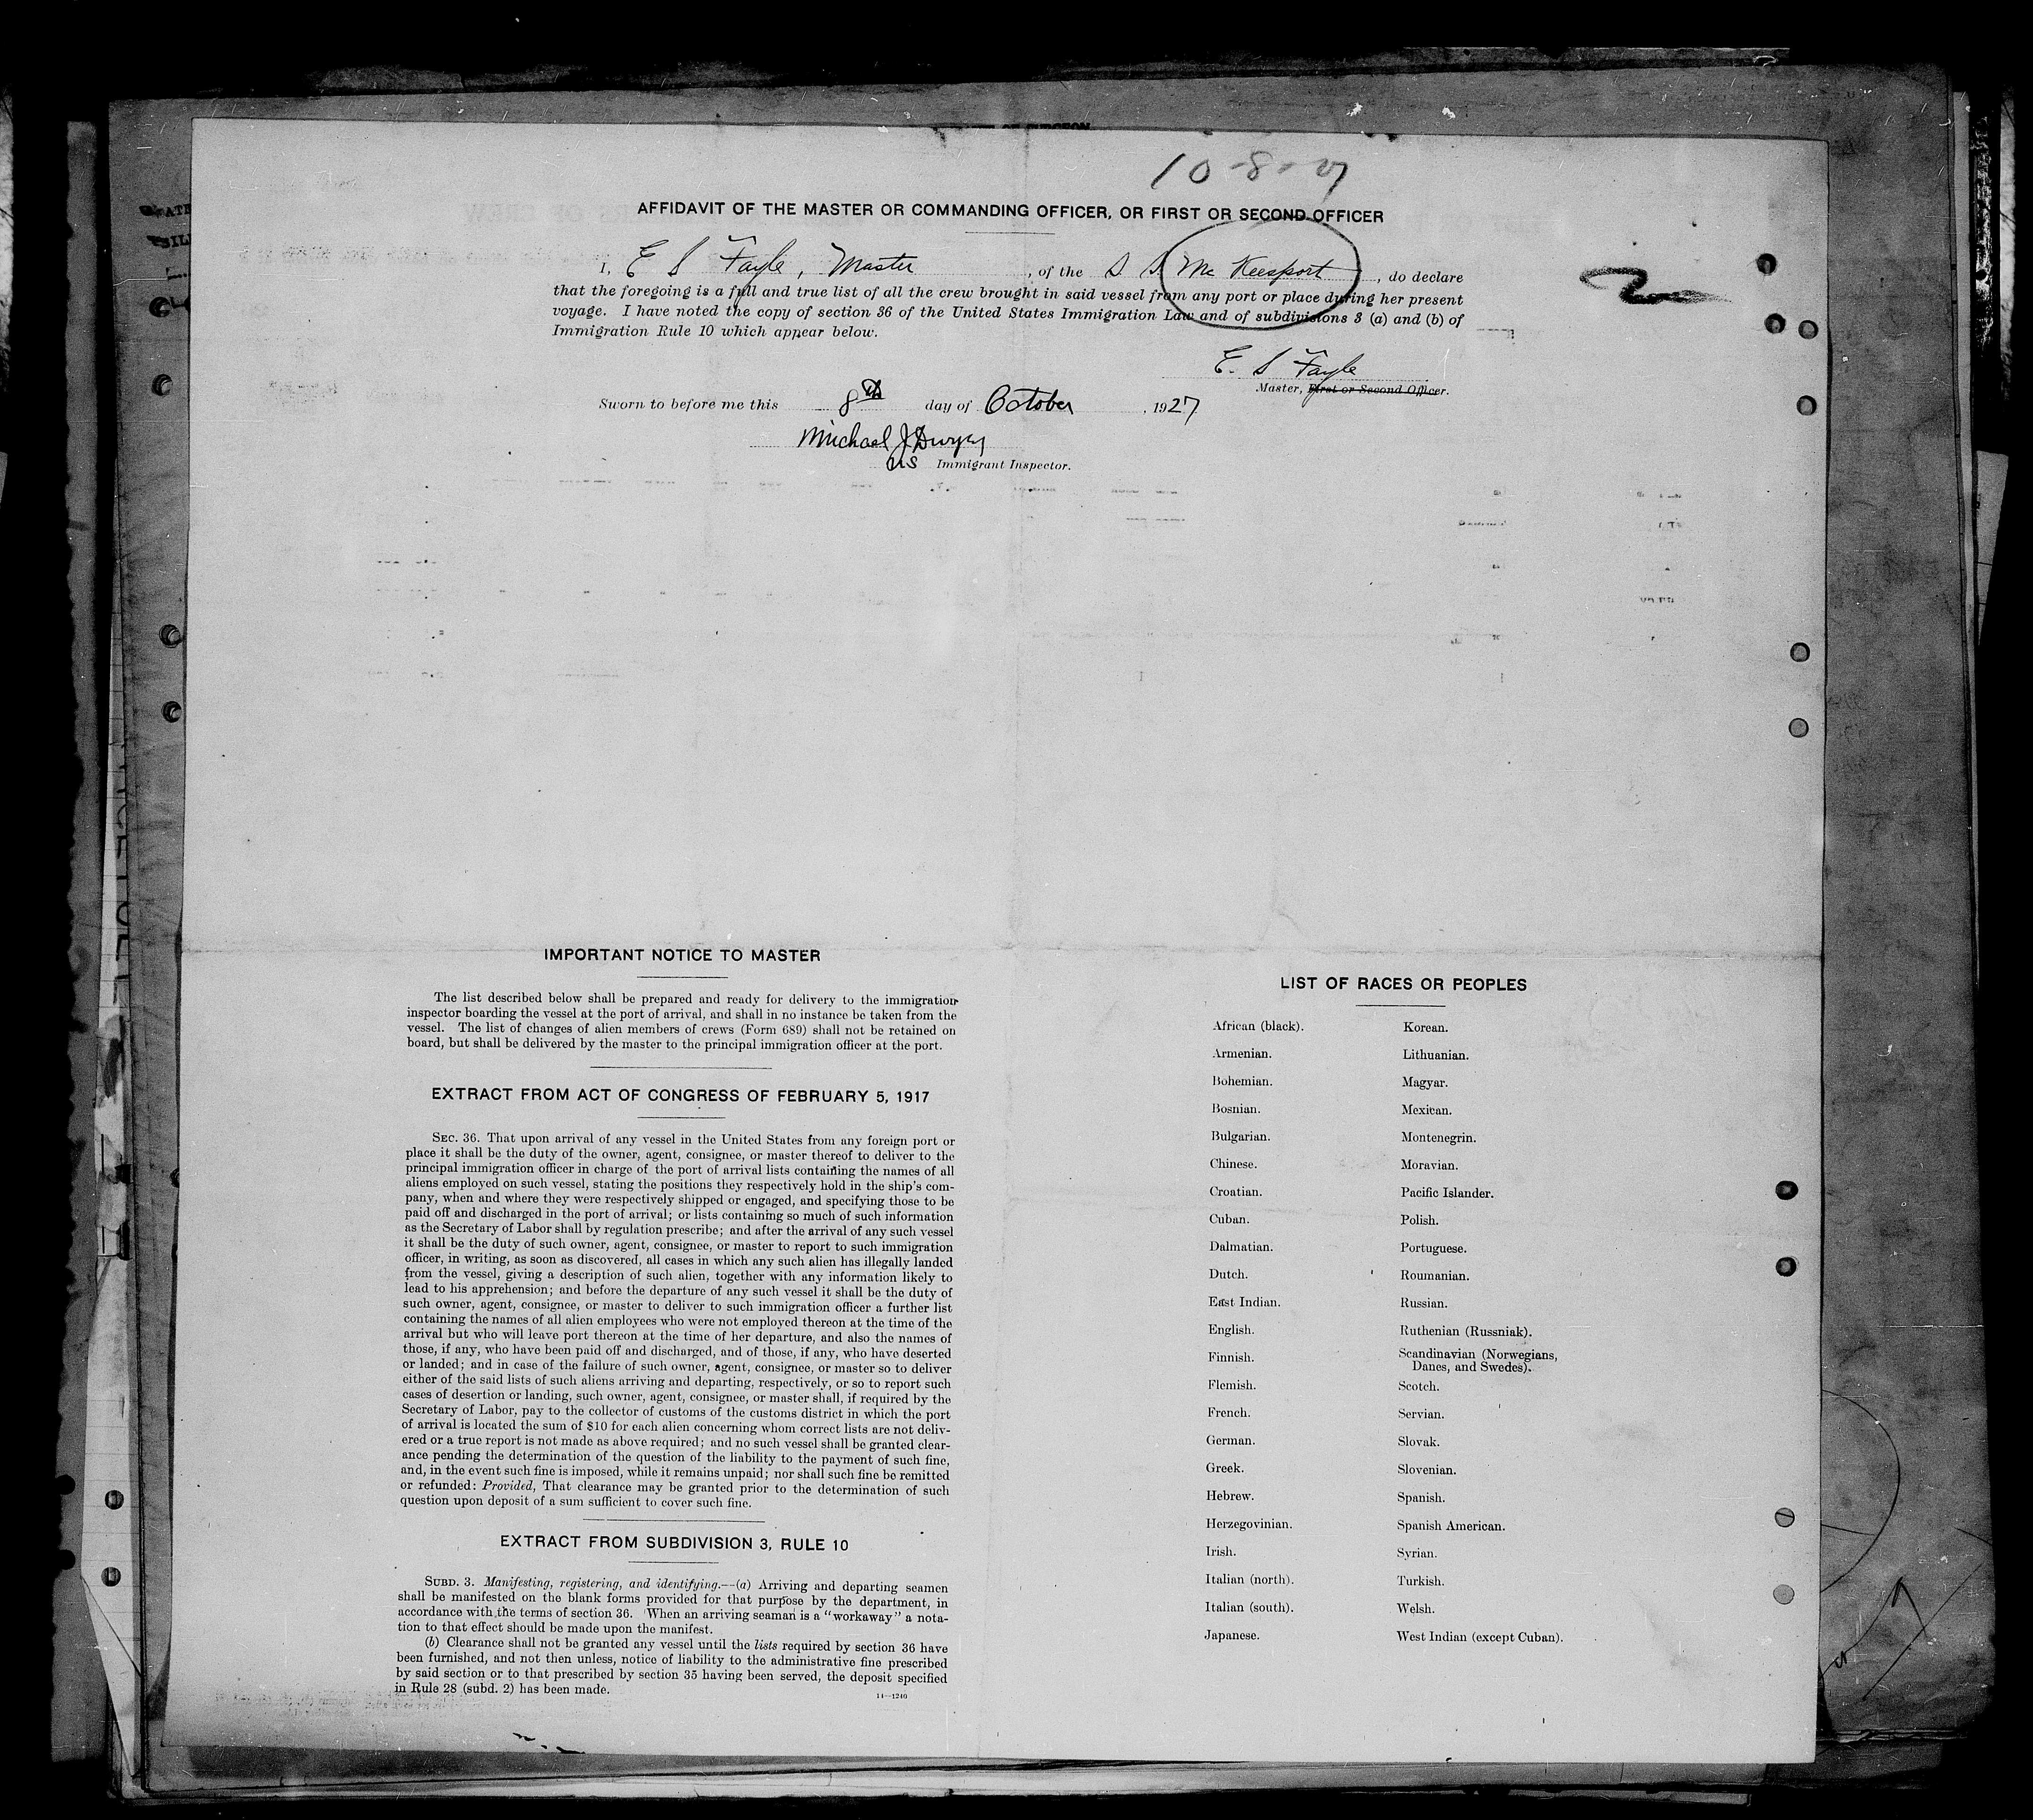 10-8-27
AFFIDAVIT OF THE MASTER OR COMMANDING OFFICER, OR FIRST OR SECOND OFFICER
I, E S Fayle, Master, of the S S Mc Keesport, do declare
that the foregoing is a full and true list of all the crew brought in said vessel from any port or place during her present
voyage. I have noted the copy of section 36 of the United States Immigration Law and of subdivisions 3 (a) and (b) of
Immigration Rule 10 which appear below.
E. S Fayle
Master, First or Second Officer.
Sworn to before me this 8th day of October, 1927
Michael J Dwyer
US Immigrant Inspector.
IMPORTANT NOTICE TO MASTER
The list described below shall be prepared and ready for delivery to the immigration
inspector boarding the vessel at the port of arrival, and shall in no instance be taken from the
vessel. The list of changes of alien members of crews (Form 689) shall not be retained on
board, but shall be delivered by the master to the principal immigration officer at the port.
EXTRACT FROM ACT OF CONGRESS OF FEBRUARY 5, 1917
SEC. 36. That upon arrival of any vessel in the United States from any foreign port or
place it shall be the duty of the owner, agent, consignee, or master thereof to deliver to the
principal immigration officer in charge of the port of arrival lists containing the names of all
aliens employed on such vessel, stating the positions they respectively hold in the ship's com-
pany, when and where they were respectively shipped or engaged, and specifying those to be
paid off and discharged in the port of arrival; or lists containing so much of such information
as the Secretary of Labor shall by regulation prescribe; and after the arrival of any such vessel
it shall be the duty of such owner, agent, consignee, or master to report to such immigration
officer, in writing, as soon as discovered, all cases in which any such alien has illegally landed
from the vessel, giving a description of such alien, together with any information likely to
lead to his apprehension; and before the departure of any such vessel it shall be the duty of
such owner, agent, consignee, or master to deliver to such immigration officer a further list
containing the names of all alien employees who were not employed thereon at the time of the
arrival but who will leave port thereon at the time of her departure, and also the names of
those, if any, who have been paid off and discharged, and of those, if any, who have deserted
or landed; and in case of the failure of such owner, agent, consignee, or master so to deliver
either of the said lists of such aliens arriving and departing, respectively, or so to report such
cases of desertion or landing, such owner, agent, consignee, or master shall, if required by the
Secretary of Labor, pay to the collector of customs of the customs district in which the port
of arrival is located the sum of $10 for each alien concerning whom correct lists are not deliv-
ered or a true report is not made as above required; and no such vessel shall be granted clear-
ance pending the determination of the question of the liability to the payment of such fine,
and, in the event such fine is imposed, while it remains unpaid; nor shall such fine be remitted
or refunded: Provided, That clearance may be granted prior to the determination of such
question upon deposit of a sum sufficient to cover such fine.
EXTRACT FROM SUBDIVISION 3, RULE 10
SUBD. 3. Manifesting, registering, and identifying.—(a) Arriving and departing seamen
shall be manifested on the blank forms provided for that purpose by the department, in
accordance with the terms of section 36. When an arriving seaman is a "workaway" a nota-
tion to that effect should be made upon the manifest.
(b) Clearance shall not be granted any vessel until the lists required by section 36 have
been furnished, and not then unless, notice of liability to the administrative fine prescribed
by said section or to that prescribed by section 35 having been served, the deposit specified
in Rule 28 (subd. 2) has been made.
14—1240
LIST OF RACES OR PEOPLES
African (black).
Armenian.
Bohemian.
Bosnian.
Bulgarian.
Chinese.
Croatian.
Cuban.
Dalmatian.
Dutch.
East Indian.
English.
Finnish.
Flemish.
French.
German.
Greek.
Hebrew.
Herzegovinian.
Irish.
Italian (north).
Italian (south).
Japanese.
Korean.
Lithuanian.
Magyar.
Mexican.
Montenegrin.
Moravian.
Pacific Islander.
Polish.
Portuguese.
Roumanian.
Russian.
Ruthenian (Russniak).
Scandinavian (Norwegians,
Danes, and Swedes).
Scotch.
Servian.
Slovak.
Slovenian.
Spanish.
Spanish American.
Syrian.
Turkish.
Welsh.
West Indian (except Cuban).